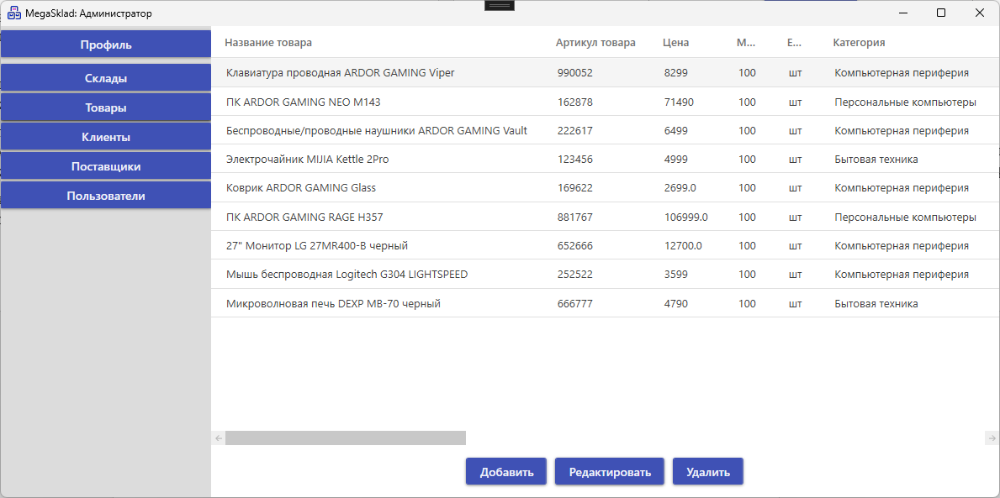 MegaSklad: Администратор
Профиль
Склады
Товары
Клиенты
Поставщики
Пользователи
Название товара Артикул товара Цена М... Е... Категория
Клавиатура проводная ARDOR GAMING Viper 990052 8299 100 шт Компьютерная периферия
ПК ARDOR GAMING NEO M143 162878 71490 100 шт Персональные компьютеры
Беспроводные/проводные наушники ARDOR GAMING Vault 222617 6499 100 шт Компьютерная периферия
Электрочайник MIJIA Kettle 2Pro 123456 4999 100 шт Бытовая техника
Коврик ARDOR GAMING Glass 169622 2699.0 100 шт Компьютерная периферия
ПК ARDOR GAMING RAGE H357 881767 106999.0 100 шт Персональные компьютеры
27" Монитор LG 27MR400-B черный 652666 12700.0 100 шт Компьютерная периферия
Мышь беспроводная Logitech G304 LIGHTSPEED 252522 3599 100 шт Компьютерная периферия
Микроволновая печь DEXP MB-70 черный 666777 4790 100 шт Бытовая техника
Добавить Редактировать Удалить